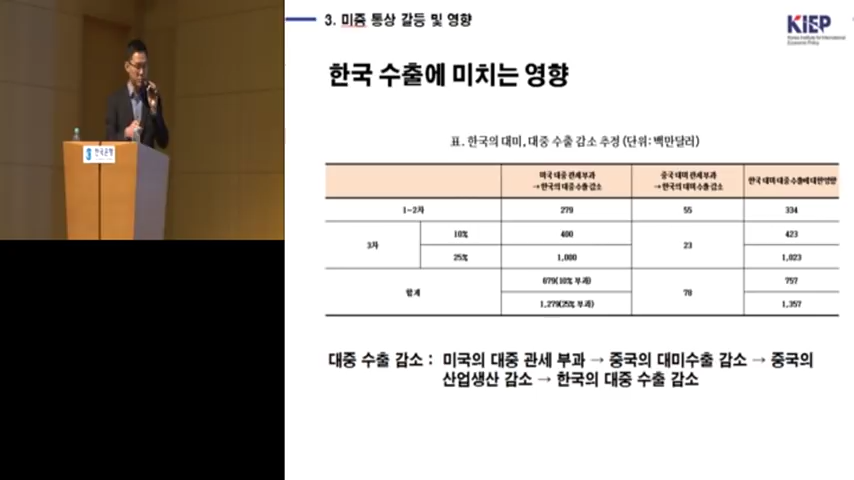 3. 미중 통상 갈등 및 영향
KIEP
Korea Institute for International
Economic Policy
한국 수출에 미치는 영향
표. 한국의 대미, 대중 수출 감소 추정 (단위: 백만달러)
미국 대중 관세 부과 중국 대미 관세 부과 한국 대미 대중 수출에 대한 영향
→ 한국의 대중 수출 감소 → 한국의 대미 수출 감소
1~2차 279 55 334
3차 10% 400 23 423
25% 1,000 1,023
합계 679(10% 부과) 78 757
1,279(25% 부과) 1,357
대중 수출 감소 : 미국의 대중 관세 부과 → 중국의 대미수출 감소 → 중국의
산업생산 감소 → 한국의 대중 수출 감소
한국은행